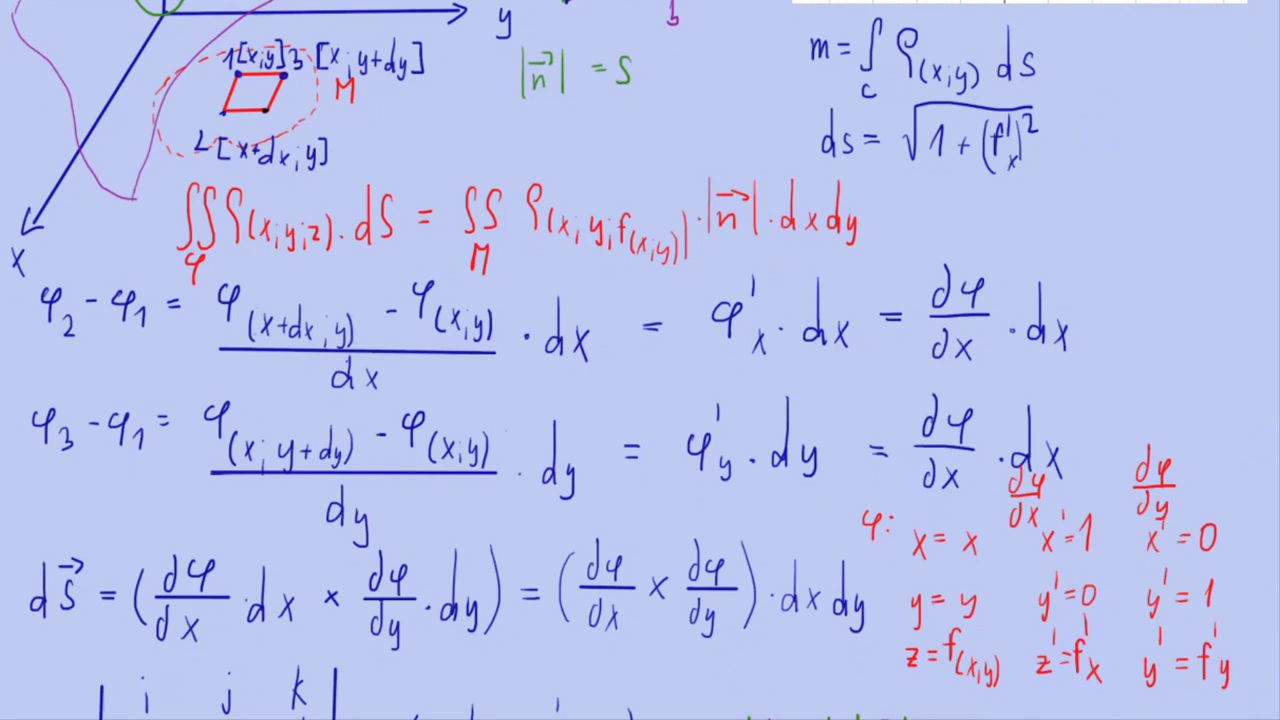 y
b
1[x;y] 3 [x;y+dy]
M
2[x+dx;y]
x
|n⃗| = S
m = ∫_C ρ(x;y) ds
ds = √(1 + (f'_x)²)
∬_φ ρ(x;y;z) . dS = ∬_M ρ(x;y;f(x;y)) · |n⃗| . dxdy
φ₂ - φ₁ = (φ(x+dx;y) - φ(x;y))/dx · dx = φ'_x · dx = ∂φ/∂x · dx
φ₃ - φ₁ = (φ(x;y+dy) - φ(x;y))/dy · dy = φ'_y · dy = ∂φ/∂x · dx
∂φ/∂x ∂φ/∂y
φ: x = x x' = 1 x' = 0
y = y y' = 0 y' = 1
z = f(x;y) z' = f'_x y' = f'_y
dS⃗ = (∂φ/∂x · dx × ∂φ/∂y · dy) = (∂φ/∂x × ∂φ/∂y) · dx dy
| i j k |